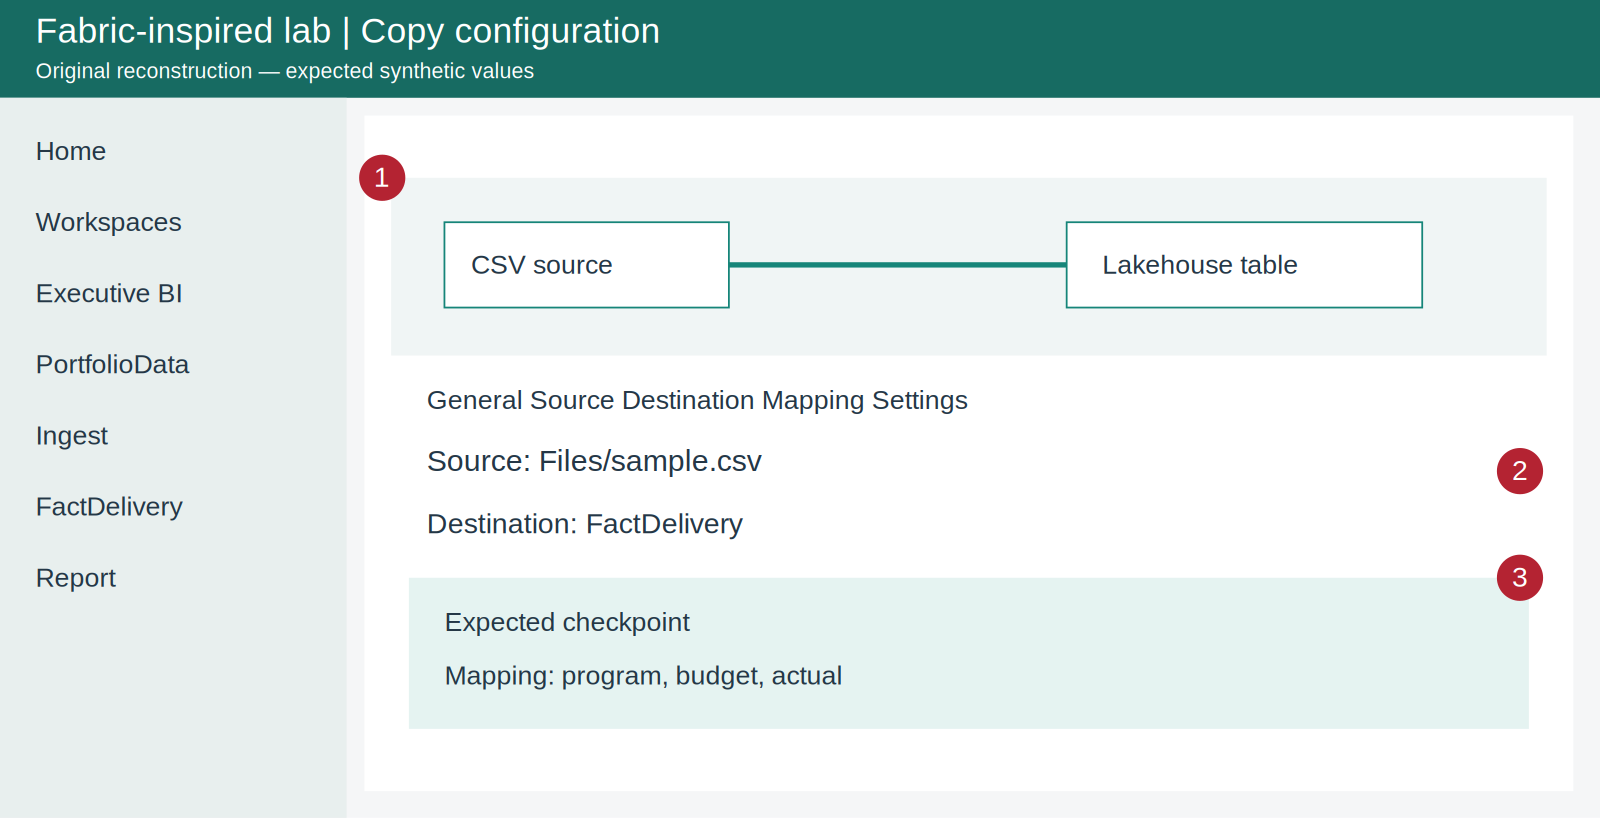 Fabric-inspired lab | Copy configuration
Original reconstruction — expected synthetic values
Home
Workspaces
Executive BI
PortfolioData
Ingest
FactDelivery
Report
1
CSV source
Lakehouse table
General Source Destination Mapping Settings
Source: Files/sample.csv
2
Destination: FactDelivery
3
Expected checkpoint
Mapping: program, budget, actual